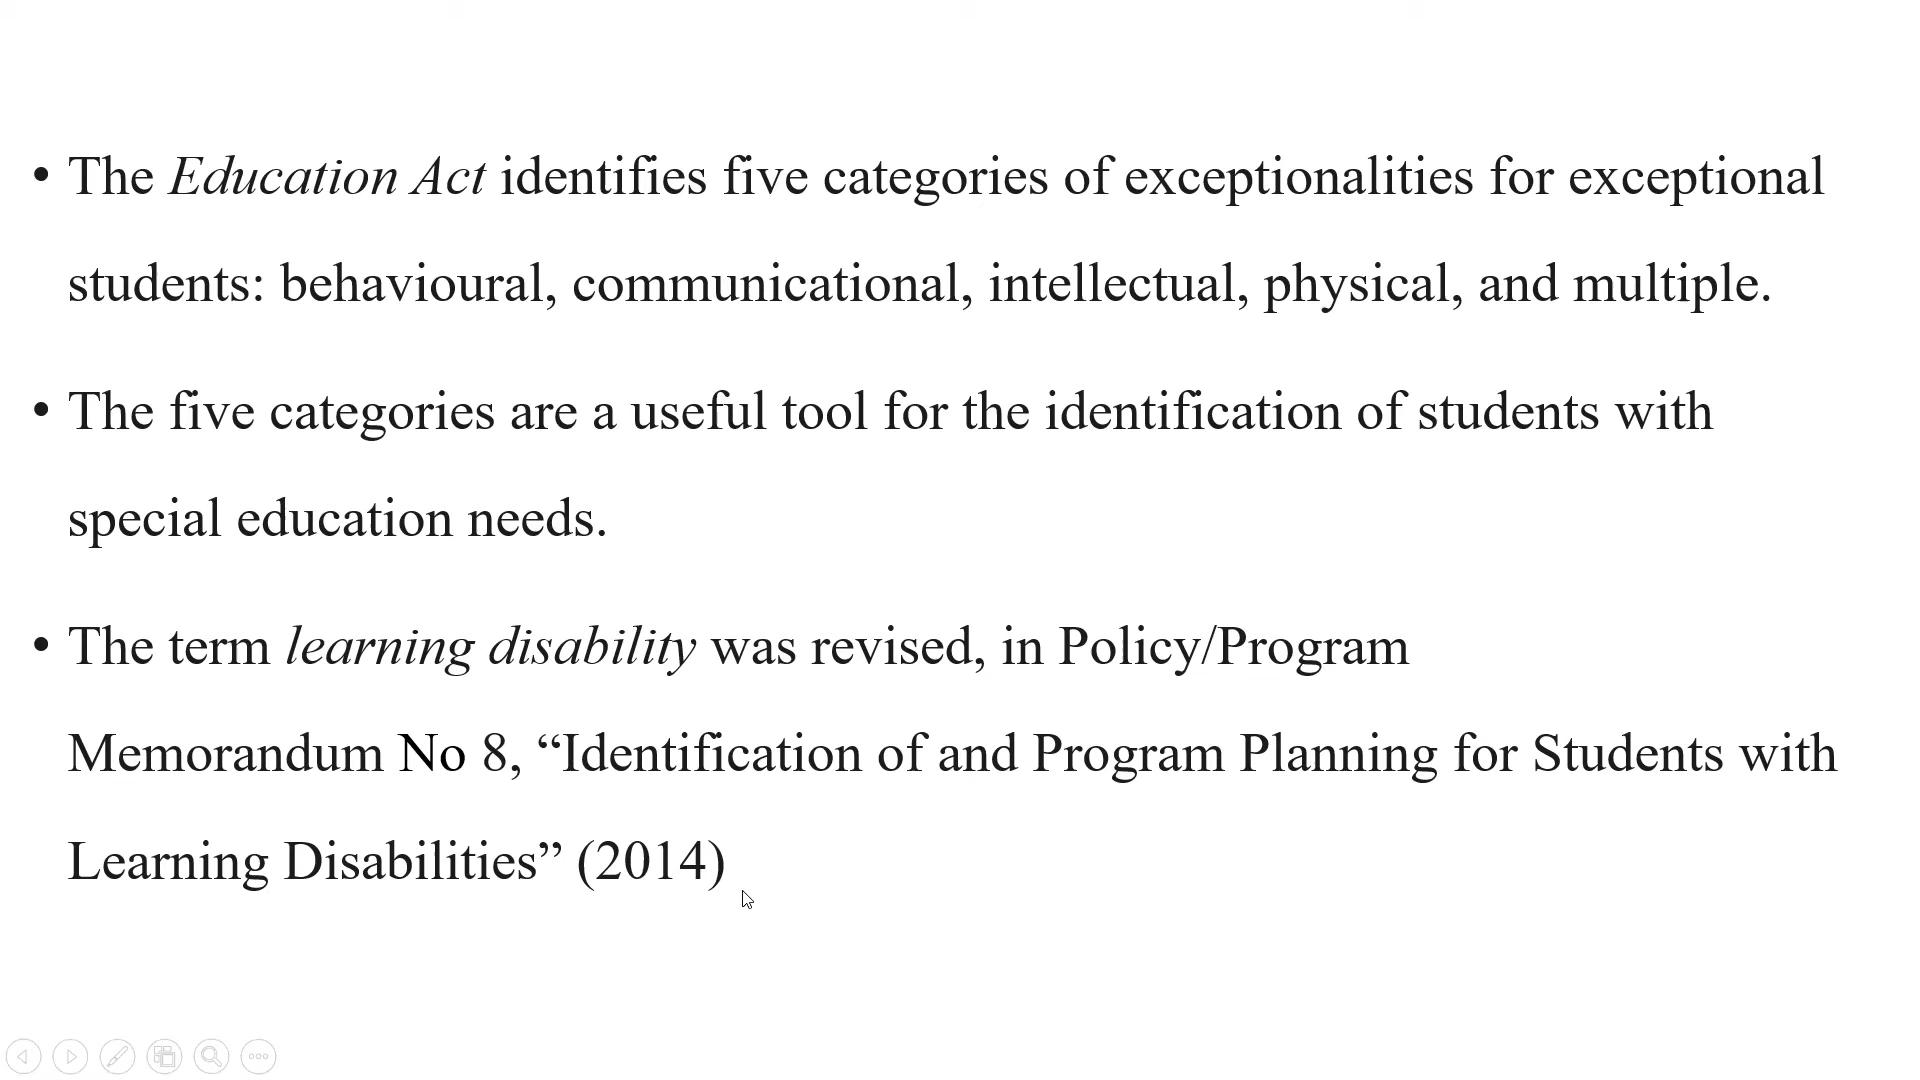 • The Education Act identifies five categories of exceptionalities for exceptional
students: behavioural, communicational, intellectual, physical, and multiple.
• The five categories are a useful tool for the identification of students with
special education needs.
• The term learning disability was revised, in Policy/Program
Memorandum No 8, “Identification of and Program Planning for Students with
Learning Disabilities” (2014)